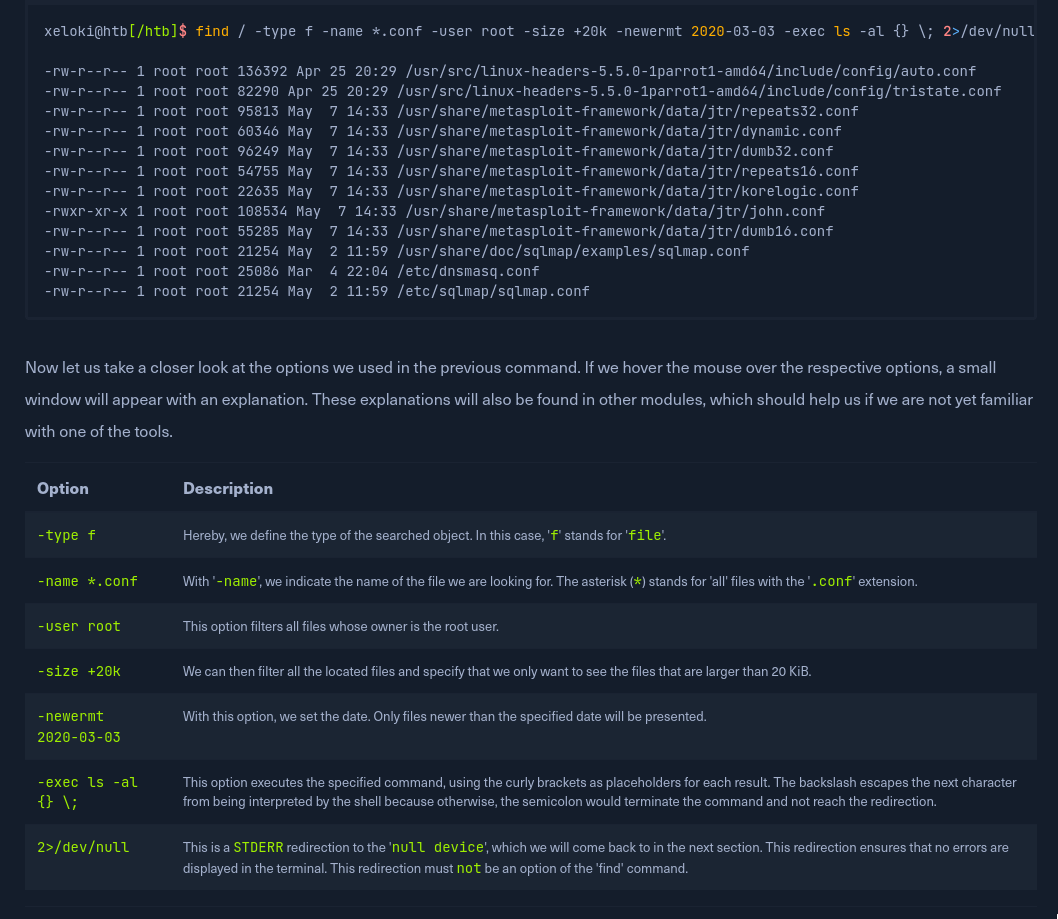 xeloki@htb[/htb]$ find / -type f -name *.conf -user root -size +20k -newermt 2020-03-03 -exec ls -al {} \; 2>/dev/null
-rw-r--r-- 1 root root 136392 Apr 25 20:29 /usr/src/linux-headers-5.5.0-1parrot1-amd64/include/config/auto.conf
-rw-r--r-- 1 root root 82290 Apr 25 20:29 /usr/src/linux-headers-5.5.0-1parrot1-amd64/include/config/tristate.conf
-rw-r--r-- 1 root root 95813 May  7 14:33 /usr/share/metasploit-framework/data/jtr/repeats32.conf
-rw-r--r-- 1 root root 60346 May  7 14:33 /usr/share/metasploit-framework/data/jtr/dynamic.conf
-rw-r--r-- 1 root root 96249 May  7 14:33 /usr/share/metasploit-framework/data/jtr/dumb32.conf
-rw-r--r-- 1 root root 54755 May  7 14:33 /usr/share/metasploit-framework/data/jtr/repeats16.conf
-rw-r--r-- 1 root root 22635 May  7 14:33 /usr/share/metasploit-framework/data/jtr/korelogic.conf
-rwxr-xr-x 1 root root 108534 May  7 14:33 /usr/share/metasploit-framework/data/jtr/john.conf
-rw-r--r-- 1 root root 55285 May  7 14:33 /usr/share/metasploit-framework/data/jtr/dumb16.conf
-rw-r--r-- 1 root root 21254 May  2 11:59 /usr/share/doc/sqlmap/examples/sqlmap.conf
-rw-r--r-- 1 root root 25086 Mar  4 22:04 /etc/dnsmasq.conf
-rw-r--r-- 1 root root 21254 May  2 11:59 /etc/sqlmap/sqlmap.conf
Now let us take a closer look at the options we used in the previous command. If we hover the mouse over the respective options, a small
window will appear with an explanation. These explanations will also be found in other modules, which should help us if we are not yet familiar
with one of the tools.
Option Description
-type f Hereby, we define the type of the searched object. In this case, 'f' stands for 'file'.
-name *.conf With '-name', we indicate the name of the file we are looking for. The asterisk (*) stands for 'all' files with the '.conf' extension.
-user root This option filters all files whose owner is the root user.
-size +20k We can then filter all the located files and specify that we only want to see the files that are larger than 20 KiB.
-newermt With this option, we set the date. Only files newer than the specified date will be presented.
2020-03-03
-exec ls -al This option executes the specified command, using the curly brackets as placeholders for each result. The backslash escapes the next character
{} \; from being interpreted by the shell because otherwise, the semicolon would terminate the command and not reach the redirection.
2>/dev/null This is a STDERR redirection to the 'null device', which we will come back to in the next section. This redirection ensures that no errors are
displayed in the terminal. This redirection must not be an option of the 'find' command.